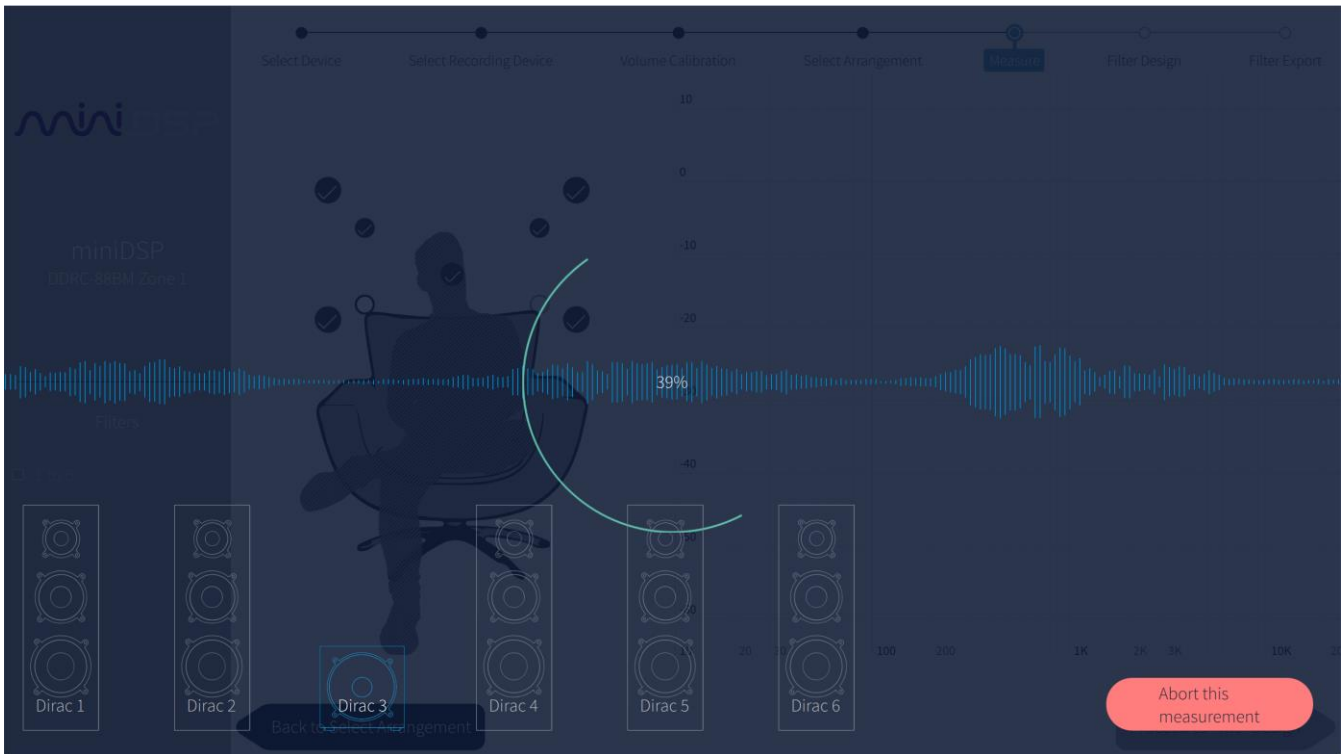 Select Device
Select Recording Device
Volume Calibration
Select Arrangement
Measure
Filter Design
Filter Export
miniDSP
miniDSP
DDRC-88BM Zone 1
Filters
10
0
-10
-20
39%
-40
20
100
200
1K
2K
3K
10K
Dirac 1
Dirac 2
Dirac 3
Dirac 4
Dirac 5
Dirac 6
Back to Select Arrangement
Abort this
measurement